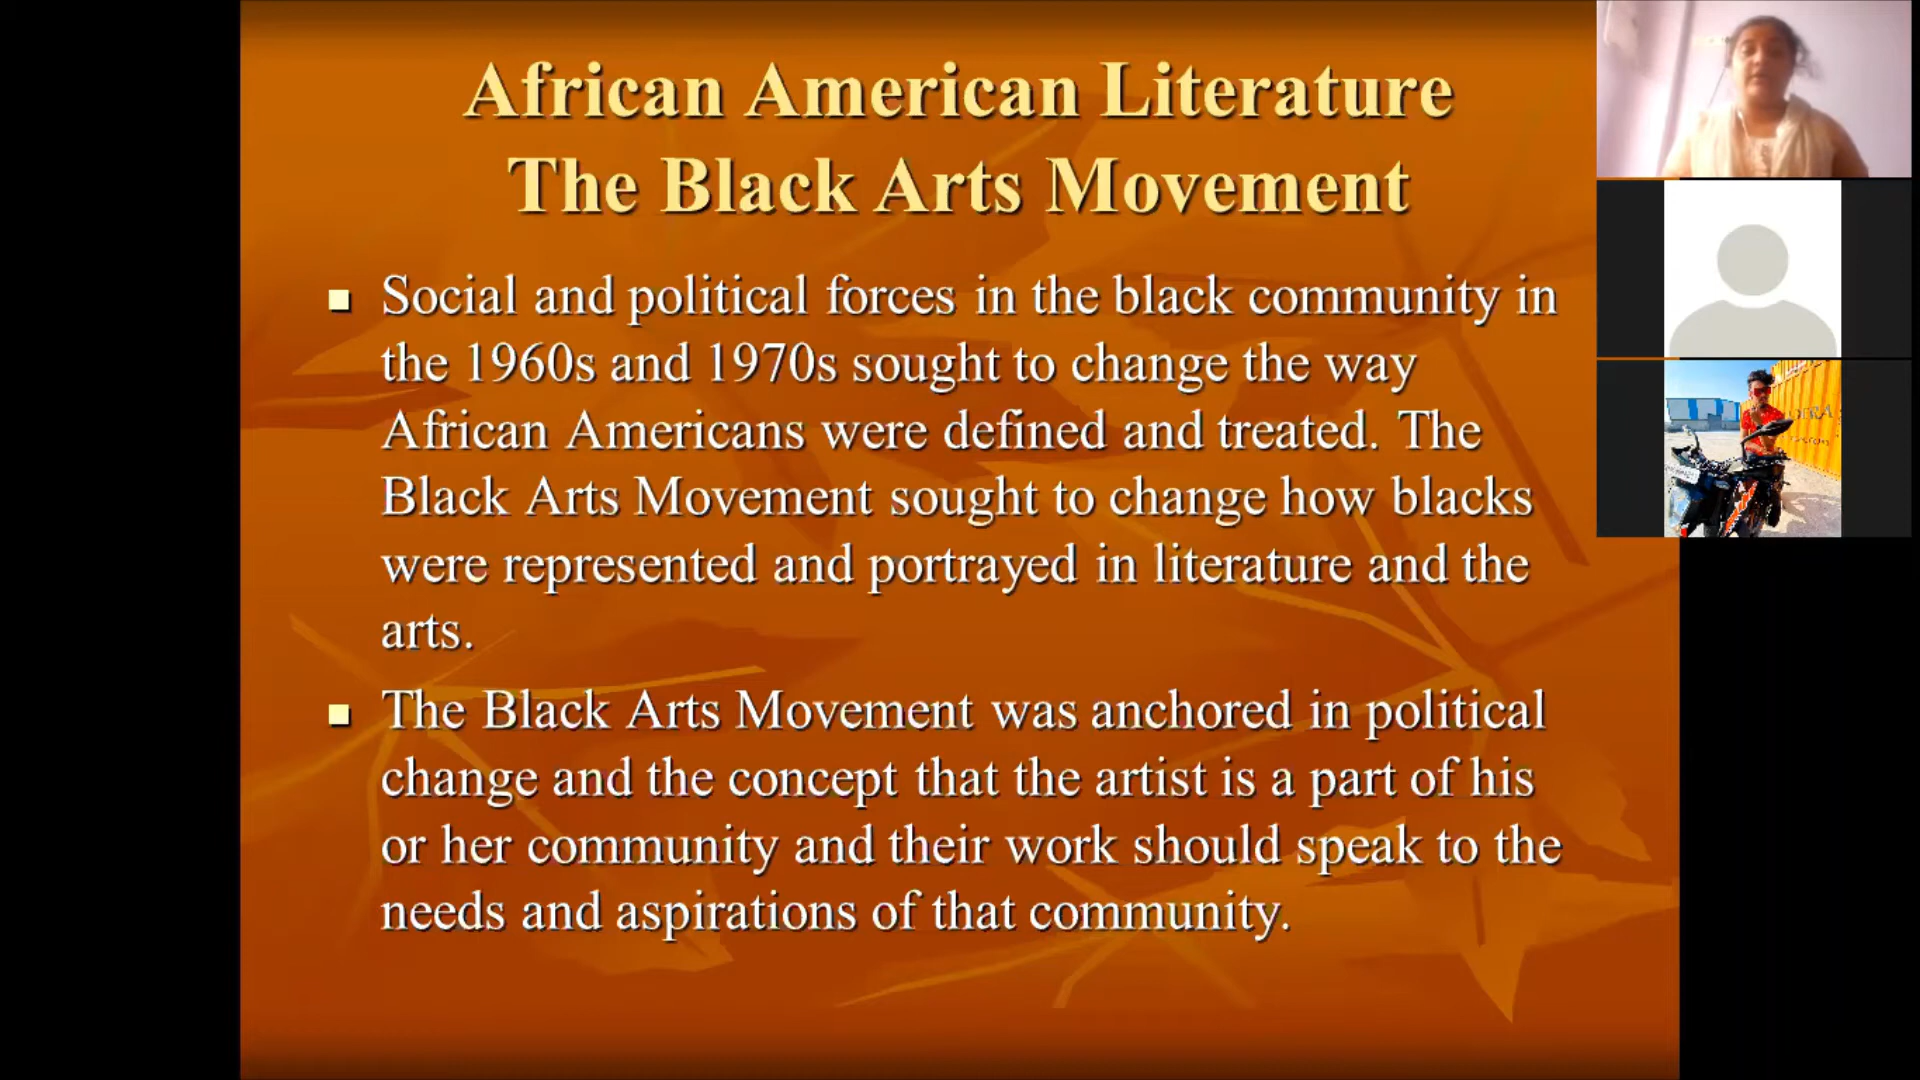 African American Literature
The Black Arts Movement
Social and political forces in the black community in
the 1960s and 1970s sought to change the way
African Americans were defined and treated. The
Black Arts Movement sought to change how blacks
were represented and portrayed in literature and the
arts.
The Black Arts Movement was anchored in political
change and the concept that the artist is a part of his
or her community and their work should speak to the
needs and aspirations of that community.